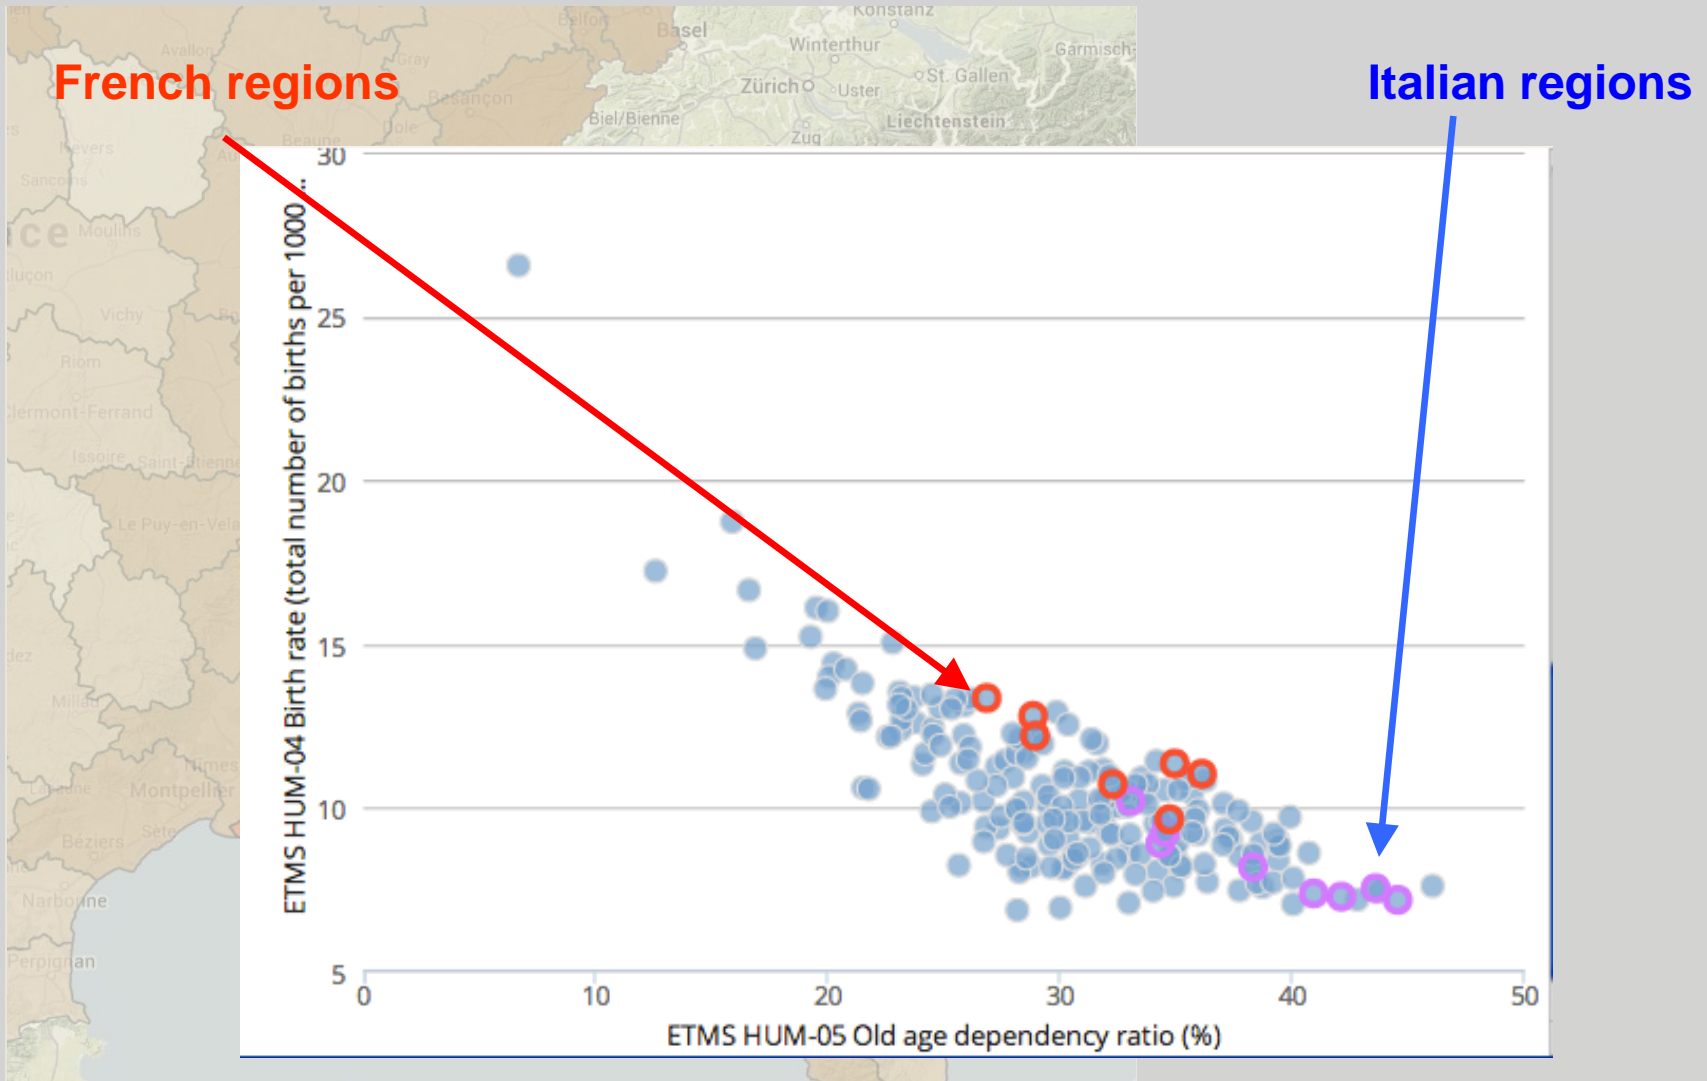 Konstanz
Belfort
Basel
Winterthur
Garmisch-
Avallon
Gray
Zürich
Uster
St. Gallen
French regions
Italian regions
Besançon
Biel/Bienne
Liechtenstein
Dole
Zug
Beaune
Nevers
Sancoins
Moulins
Vichy
Riom
Clermont-Ferrand
Issoire
Saint-Étienne
Le Puy-en-Vela
Millau
Nîmes
Montpellier
Sète
Béziers
Narbonne
Perpignan
ETMS HUM-04 Birth rate (total number of births per 1000 ...
30
25
20
15
10
5
0 10 20 30 40 50
ETMS HUM-05 Old age dependency ratio (%)